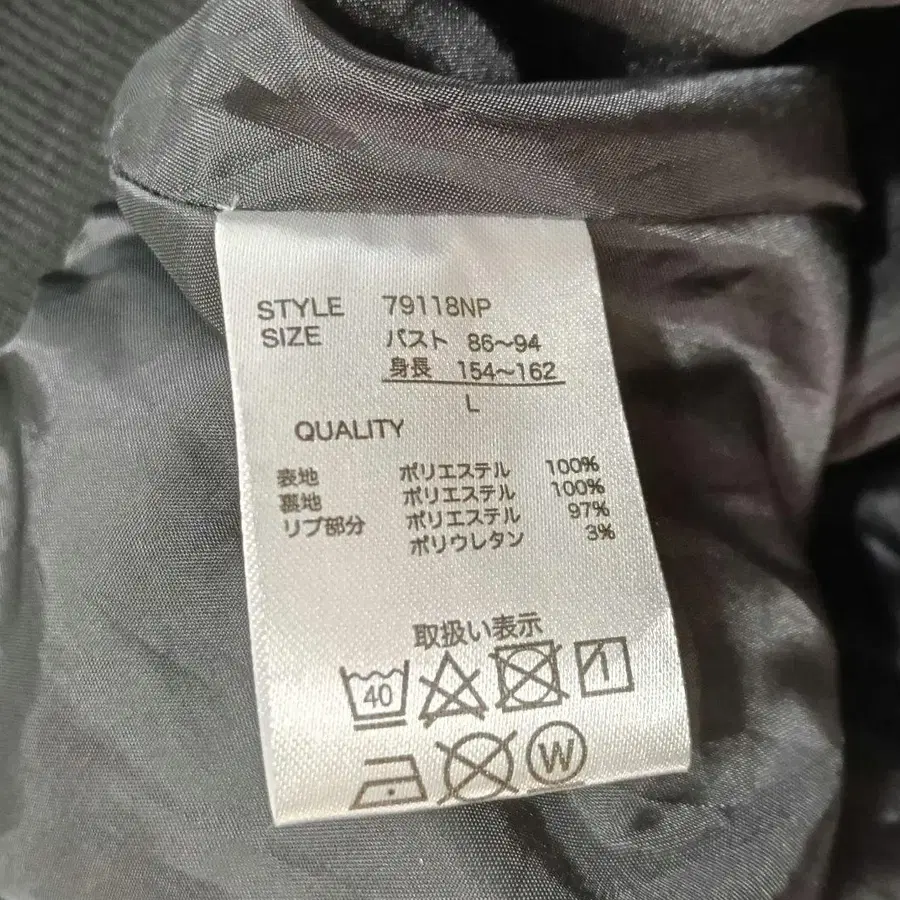 STYLE 79118NP
SIZE バスト 86～94
身長 154～162
L
QUALITY
表地 ポリエステル 100%
裏地 ポリエステル 100%
リブ部分 ポリエステル 97%
ポリウレタン 3%
取扱い表示
40
W